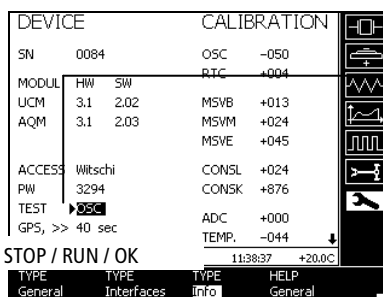 DEVICE CALIBRATION
SN 0084 OSC -050
RTC +004
MODUL HW SW
UCM 3.1 2.02 MSVB +013
AQM 3.1 2.03 MSVM +024
MSVE +045
ACCESS Witschi CONSL +024
PW 3294 CONSK +876
TEST OSC
ADC +000
GPS, >> 40 sec
TEMP. -044
STOP / RUN / OK
11:38:37 +20.0C
TYPE TYPE TYPE HELP
General Interfaces Info General